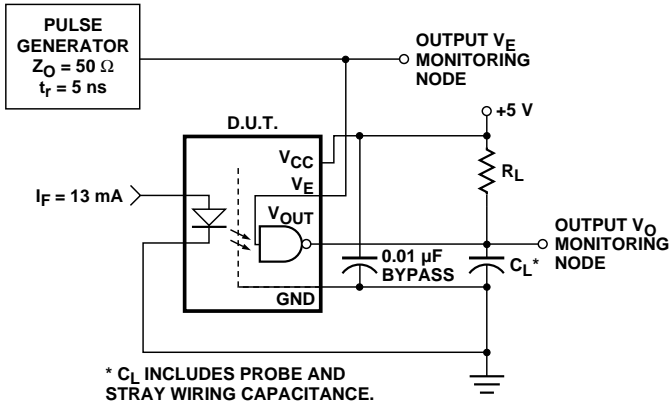 PULSE
GENERATOR
Z_O = 50 Ω
t_r = 5 ns
OUTPUT V_E
MONITORING
NODE
+5 V
D.U.T.
V_CC
R_L
V_E
I_F = 13 mA
V_OUT
OUTPUT V_O
MONITORING
NODE
0.01 µF
BYPASS
C_L*
GND
* C_L INCLUDES PROBE AND
STRAY WIRING CAPACITANCE.